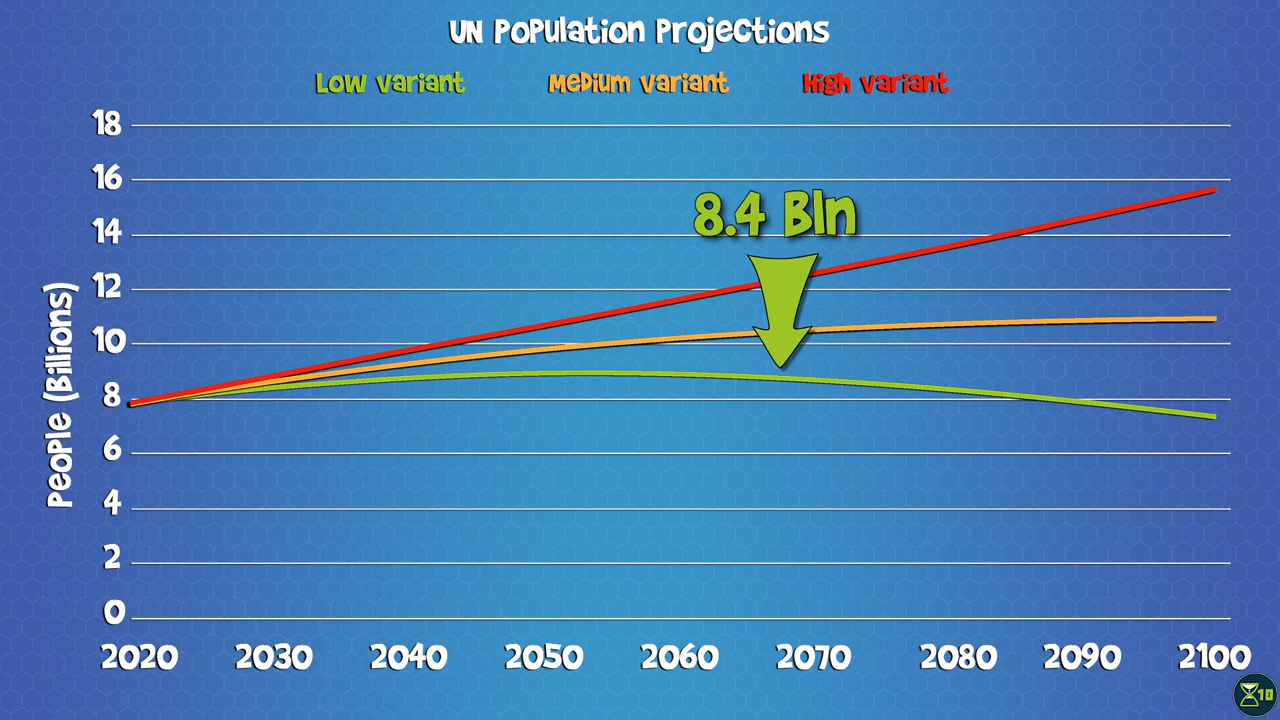 UN Population Projections
Low variant Medium variant High variant
18
16
8.4 Bln
14
12
10
8
6
4
2
0
People (Billions)
2020 2030 2040 2050 2060 2070 2080 2090 2100
10